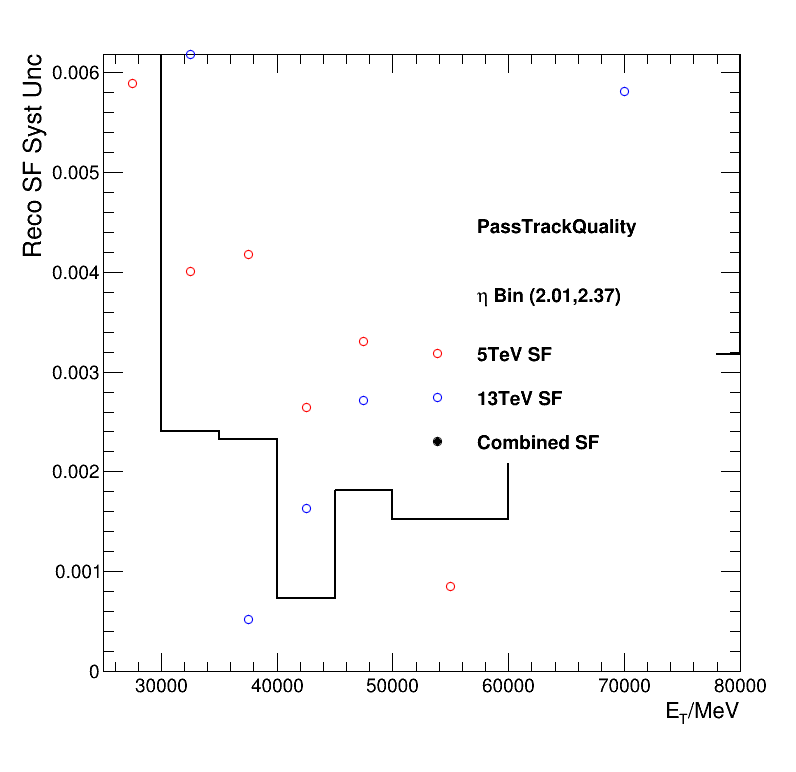 Reco SF Syst Unc
0.006
0.005
0.004
0.003
0.002
0.001
0
PassTrackQuality
η Bin (2.01,2.37)
5TeV SF
13TeV SF
Combined SF
30000 40000 50000 60000 70000 80000
E_T/MeV